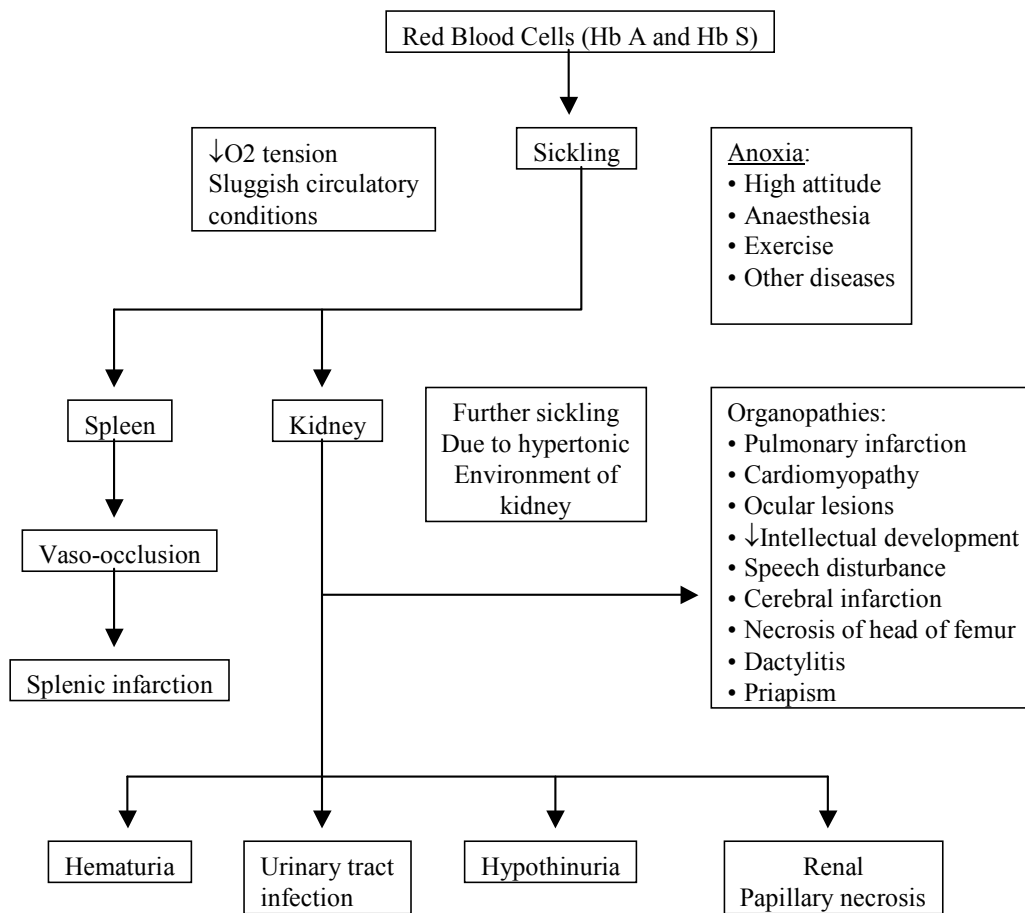 Red Blood Cells (Hb A and Hb S)
↓O2 tension
Sluggish circulatory
conditions
Sickling
Anoxia:
• High attitude
• Anaesthesia
• Exercise
• Other diseases
Spleen
Kidney
Further sickling
Due to hypertonic
Environment of
kidney
Organopathies:
• Pulmonary infarction
• Cardiomyopathy
• Ocular lesions
• ↓Intellectual development
• Speech disturbance
• Cerebral infarction
• Necrosis of head of femur
• Dactylitis
• Priapism
Vaso-occlusion
Splenic infarction
Hematuria
Urinary tract
infection
Hypothinuria
Renal
Papillary necrosis